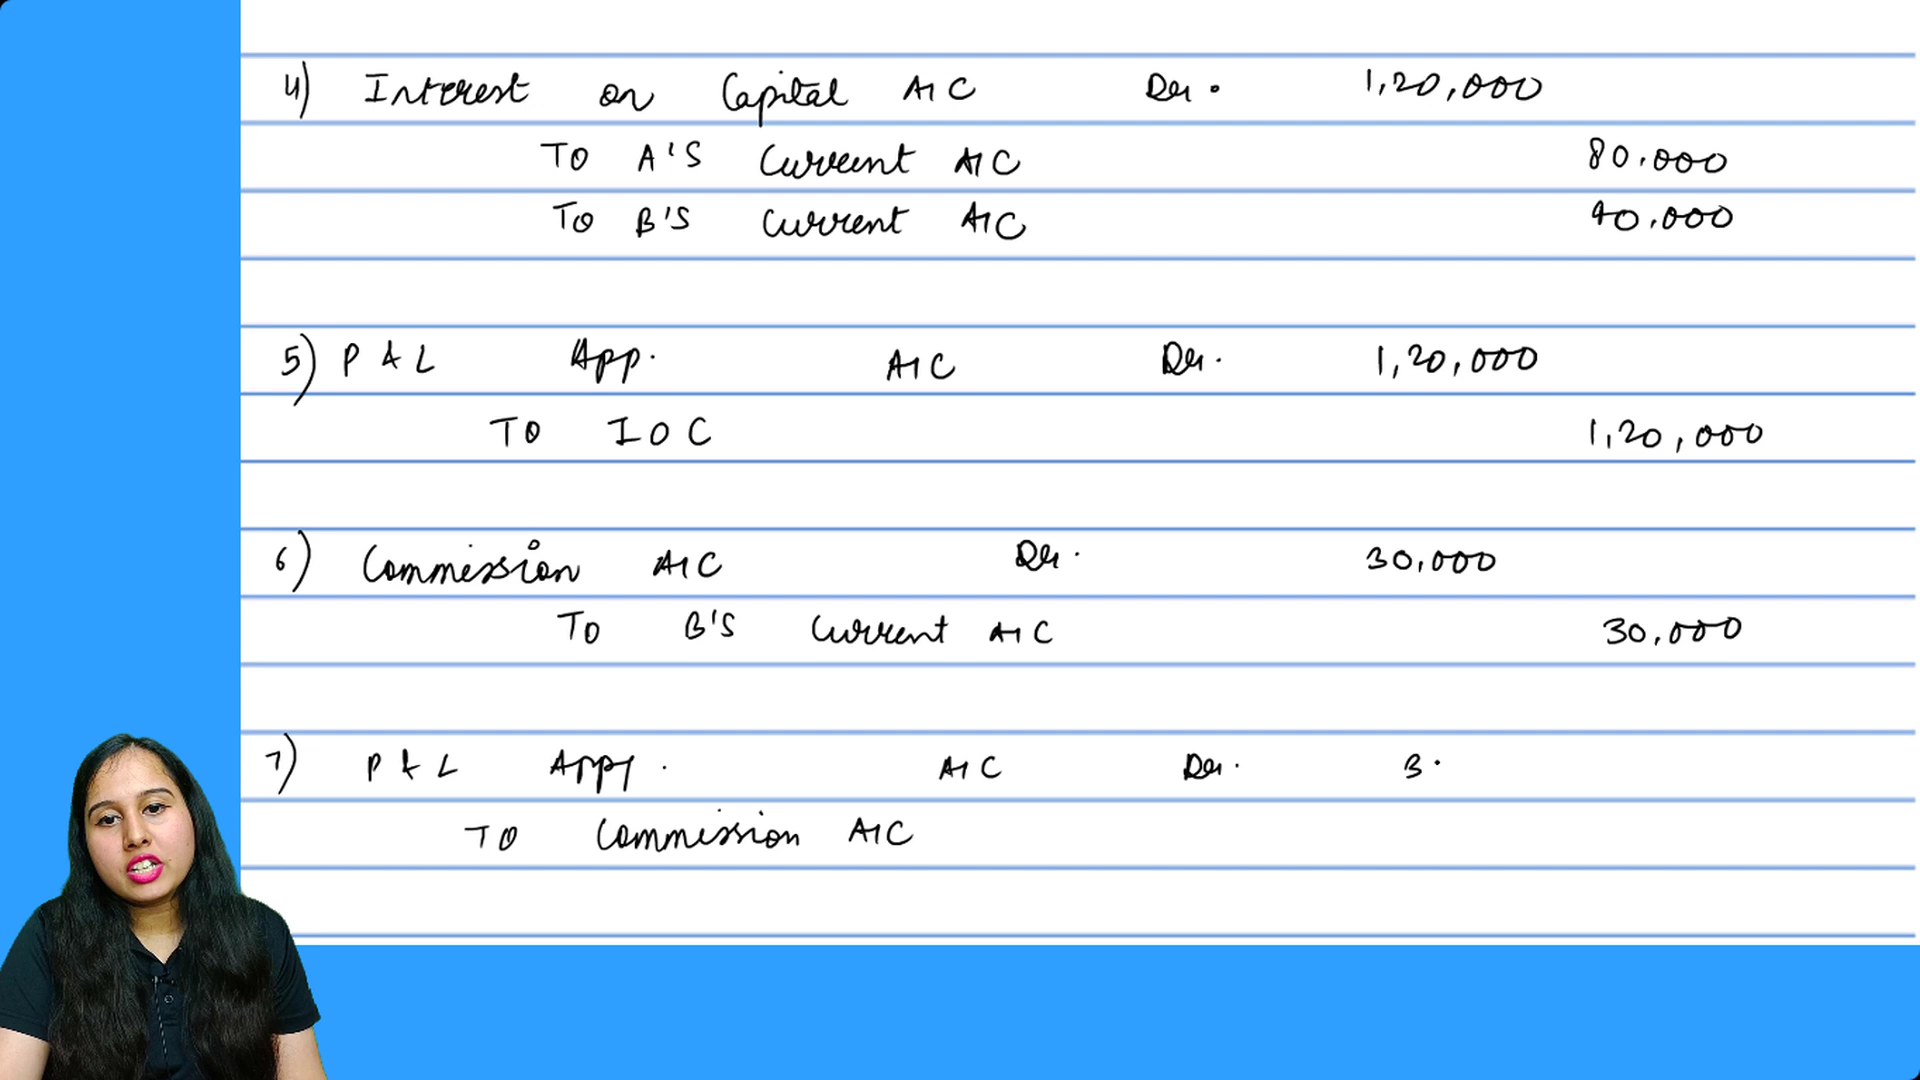 4) Interest on Capital A/C Dr. 1,20,000
To A's Current A/C 80,000
To B's Current A/C 40,000
5) P & L App. A/C Dr. 1,20,000
To IOC 1,20,000
6) Commission A/C Dr. 30,000
To B's Current A/C 30,000
7) P & L App. A/C Dr. 3.
To Commission A/C